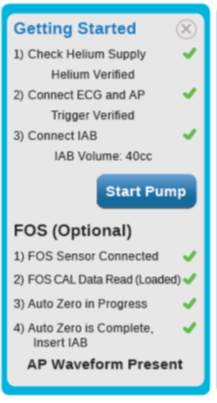 Getting Started
1) Check Helium Supply
Helium Verified
2) Connect ECG and AP
Trigger Verified
3) Connect IAB
IAB Volume: 40cc
Start Pump
FOS (Optional)
1) FOS Sensor Connected
2) FOS CAL Data Read (Loaded)
3) Auto Zero in Progress
4) Auto Zero is Complete,
Insert IAB
AP Waveform Present